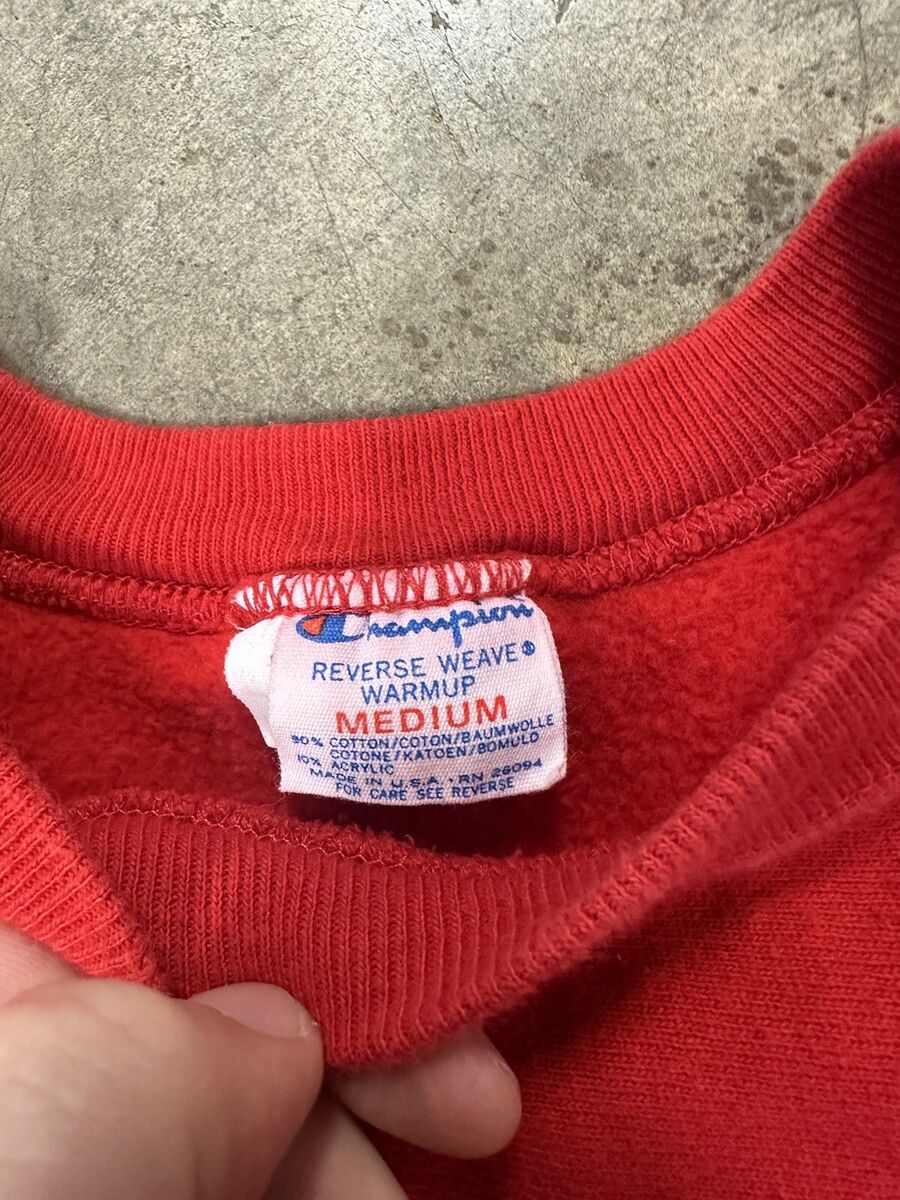 Champion
REVERSE WEAVE®
WARMUP
MEDIUM
90% COTTON/COTON/BAUMWOLLE
COTONE/KATOEN/BOMULD
10% ACRYLIC
MADE IN U.S.A · RN 26094
FOR CARE SEE REVERSE